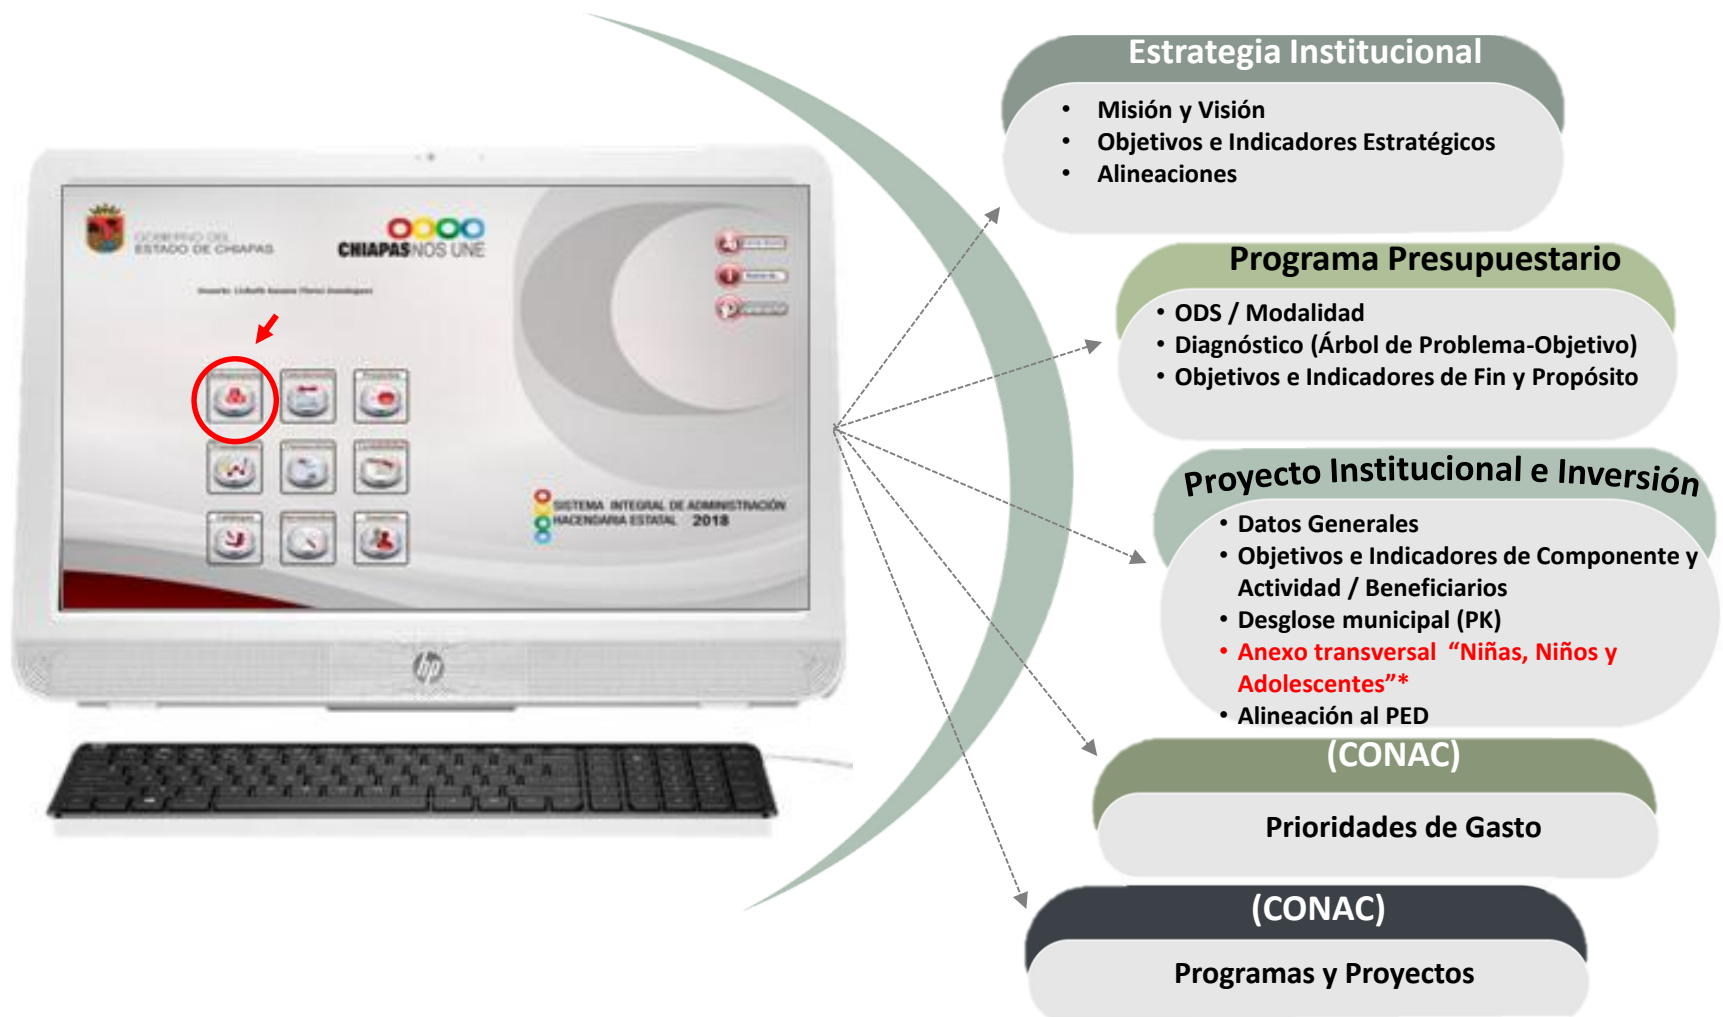 GOBIERNO DEL
ESTADO DE CHIAPAS
CHIAPASNOS UNE
SISTEMA INTEGRAL DE ADMINISTRACIÓN
HACENDARIA ESTATAL 2018
hp
Estrategia Institucional
• Misión y Visión
• Objetivos e Indicadores Estratégicos
• Alineaciones
Programa Presupuestario
• ODS / Modalidad
• Diagnóstico (Árbol de Problema-Objetivo)
• Objetivos e Indicadores de Fin y Propósito
Proyecto Institucional e Inversión
• Datos Generales
• Objetivos e Indicadores de Componente y
Actividad / Beneficiarios
• Desglose municipal (PK)
• Anexo transversal “Niñas, Niños y
Adolescentes”*
• Alineación al PED
(CONAC)
Prioridades de Gasto
(CONAC)
Programas y Proyectos